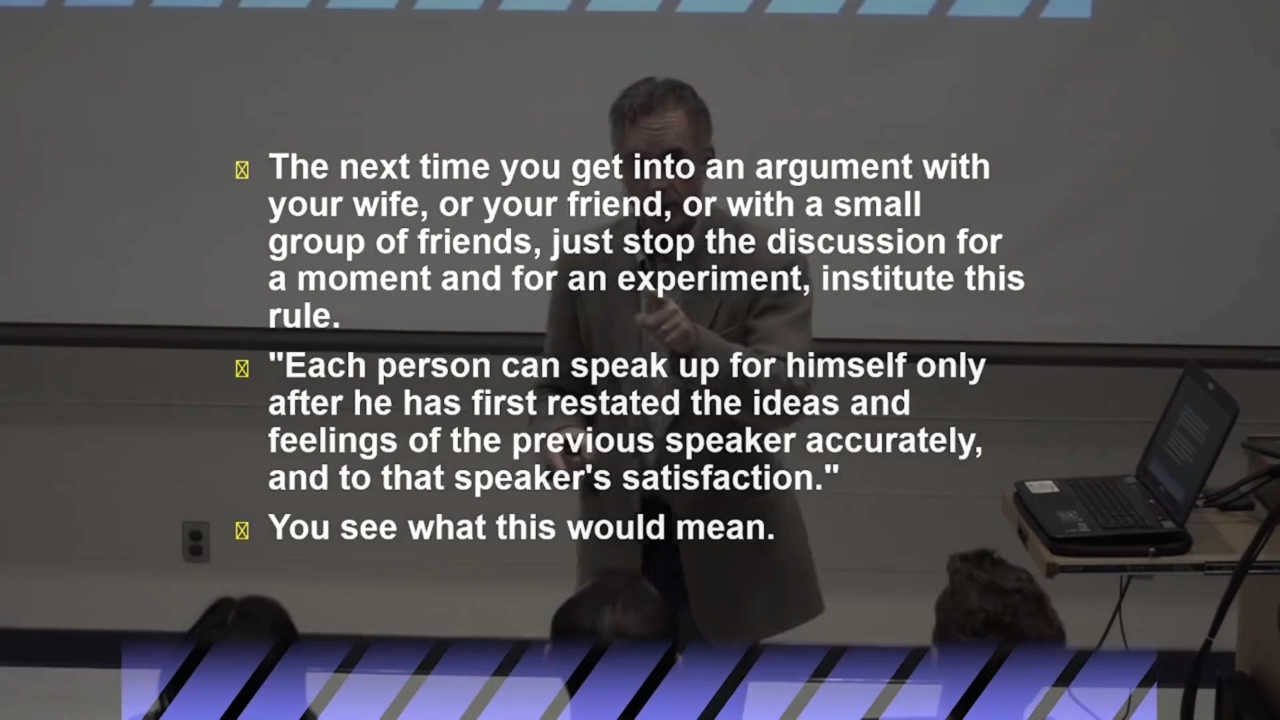 The next time you get into an argument with
your wife, or your friend, or with a small
group of friends, just stop the discussion for
a moment and for an experiment, institute this
rule.
"Each person can speak up for himself only
after he has first restated the ideas and
feelings of the previous speaker accurately,
and to that speaker's satisfaction."
You see what this would mean.